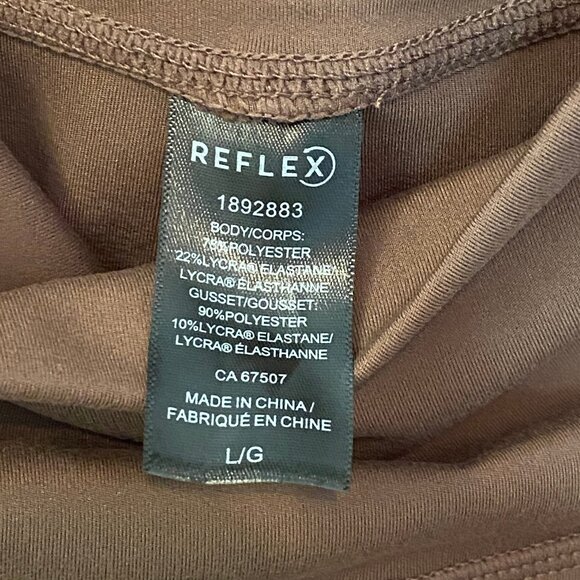 REFLEX
1892883
BODY/CORPS:
78%POLYESTER
22%LYCRA® ELASTANE/
LYCRA® ÉLASTHANNE
GUSSET/GOUSSET:
90%POLYESTER
10%LYCRA® ELASTANE/
LYCRA® ÉLASTHANNE
CA 67507
MADE IN CHINA /
FABRIQUÉ EN CHINE
L/G